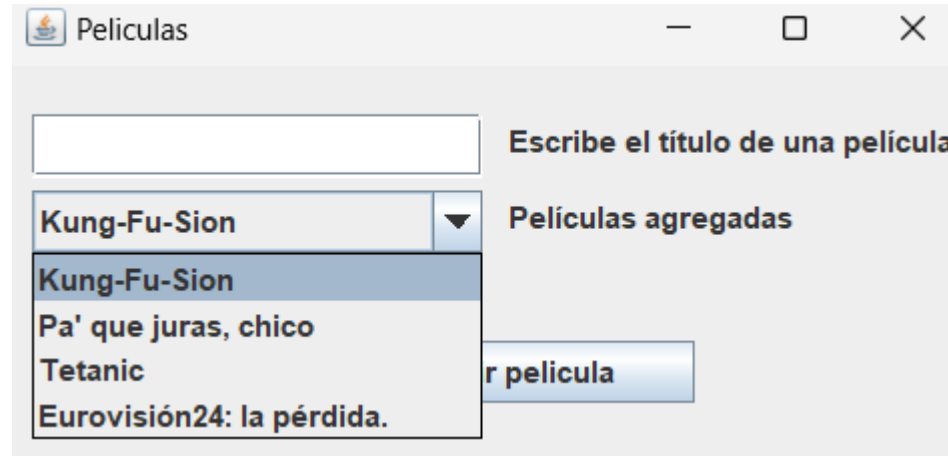 Peliculas
Escribe el título de una película
Kung-Fu-Sion
Películas agregadas
Kung-Fu-Sion
Pa' que juras, chico
Tetanic
r pelicula
Eurovisión24: la pérdida.